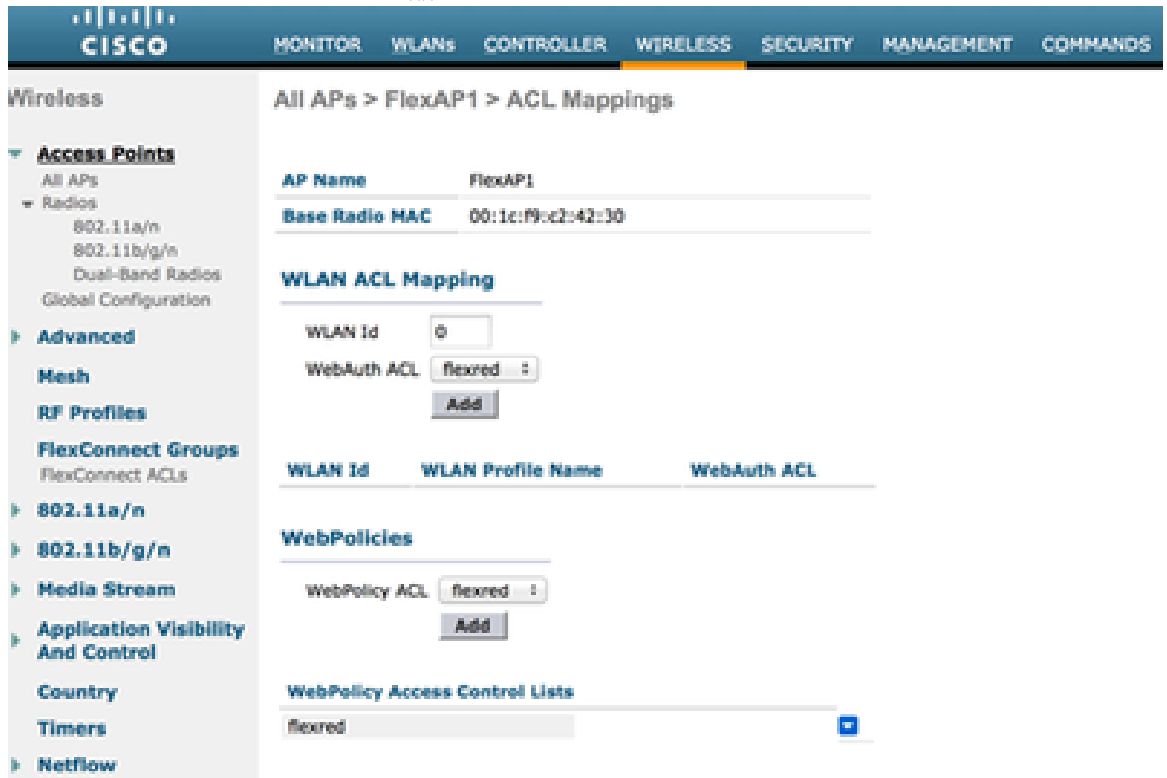 CISCO
MONITOR WLANs CONTROLLER WIRELESS SECURITY MANAGEMENT COMMANDS
Wireless
Access Points
All APs
Radios
802.11a/n
802.11b/g/n
Dual-Band Radios
Global Configuration
Advanced
Mesh
RF Profiles
FlexConnect Groups
FlexConnect ACLs
802.11a/n
802.11b/g/n
Media Stream
Application Visibility
And Control
Country
Timers
Netflow
All APs > FlexAP1 > ACL Mappings
AP Name FlexAP1
Base Radio MAC 00:1c:f9:c2:42:30
WLAN ACL Mapping
WLAN Id 0
WebAuth ACL flexred
Add
WLAN Id WLAN Profile Name WebAuth ACL
WebPolicies
WebPolicy ACL flexred
Add
WebPolicy Access Control Lists
flexred